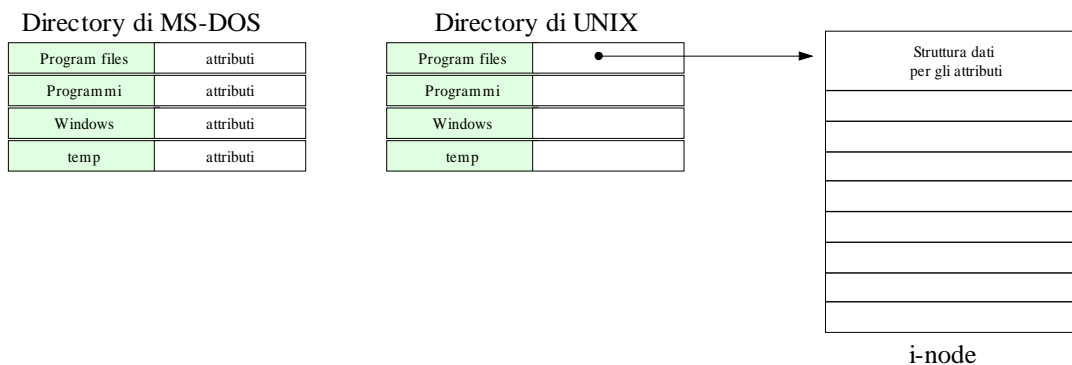 Directory di MS-DOS
Program files attributi
Programmi attributi
Windows attributi
temp attributi
Directory di UNIX
Program files
Programmi
Windows
temp
Struttura dati
per gli attributi
i-node